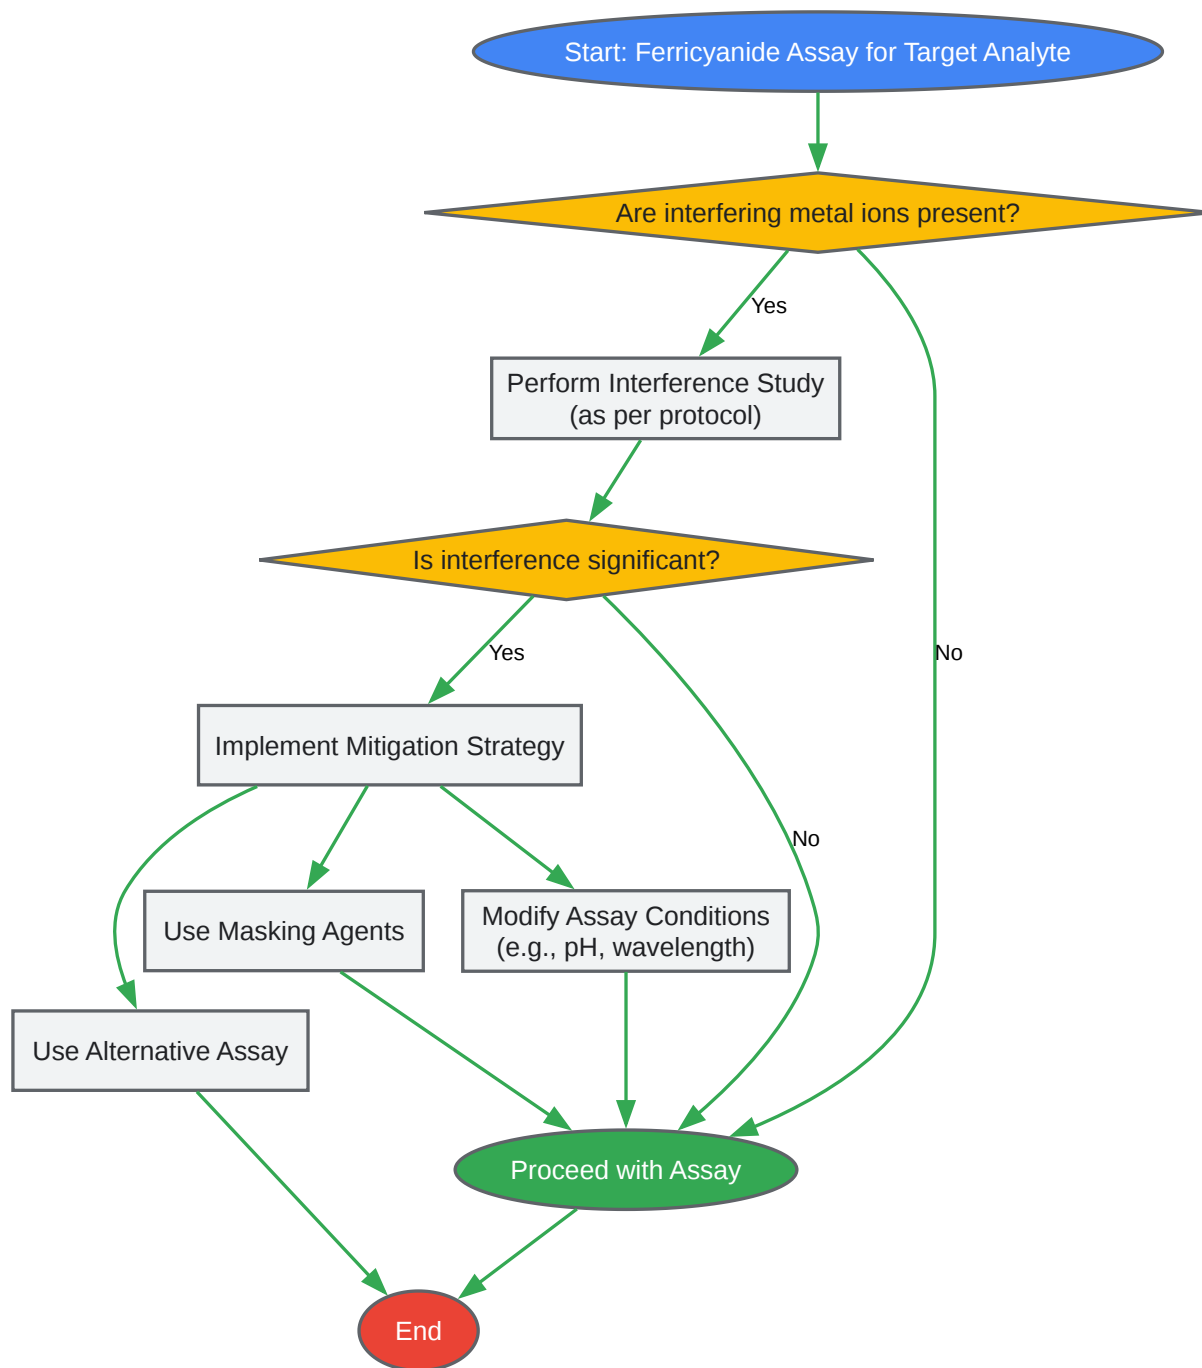 Start: Ferricyanide Assay for Target Analyte
Are interfering metal ions present?
Yes
Perform Interference Study
(as per protocol)
Is interference significant?
Yes
No
Implement Mitigation Strategy
No
Use Masking Agents
Modify Assay Conditions
(e.g., pH, wavelength)
Use Alternative Assay
Proceed with Assay
End